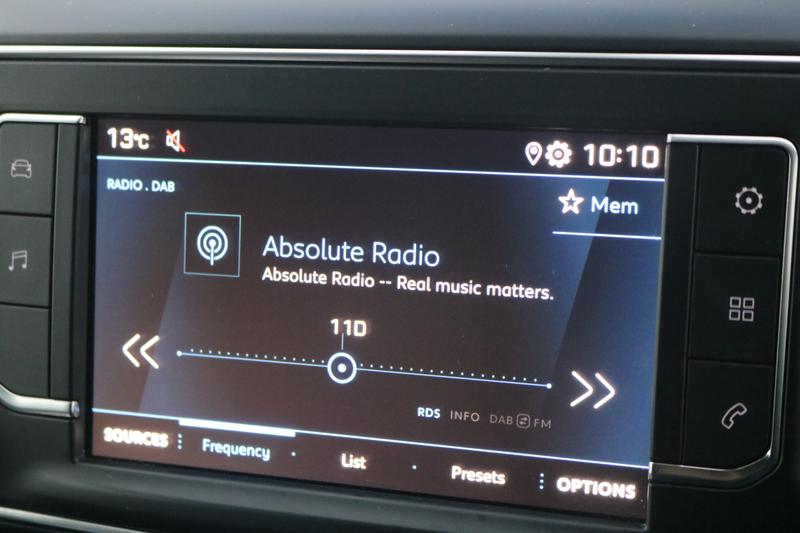 13°C 10:10
RADIO . DAB
Mem
Absolute Radio
Absolute Radio -- Real music matters.
11D
RDS INFO DAB FM
SOURCES Frequency List Presets OPTIONS